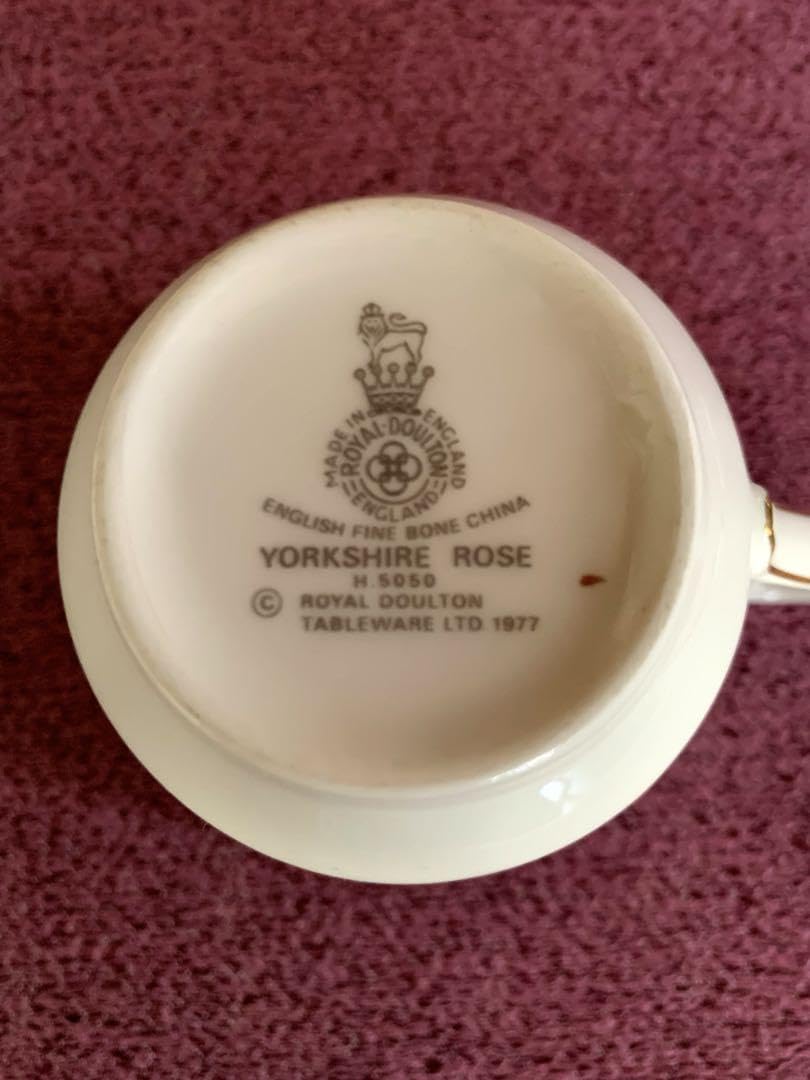 MADE IN ENGLAND
ROYAL·DOULTON
ENGLAND
ENGLISH FINE BONE CHINA
YORKSHIRE ROSE
H.5050
© ROYAL DOULTON
TABLEWARE LTD 1977